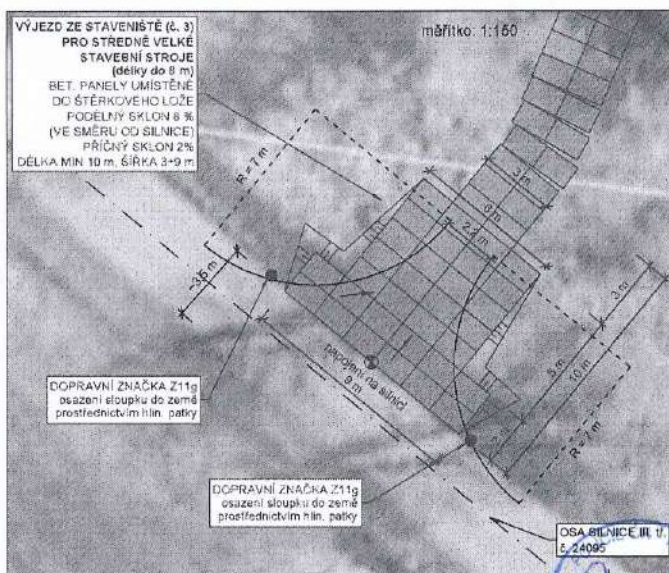 VÝJEZD ZE STAVENIŠTĚ (č. 3)
PRO STŘEDNĚ VELKÉ
STAVEBNÍ STROJE
(délky do 8 m)
BET. PANELY UMÍSTĚNÉ
DO ŠTĚRKOVÉHO LOŽE
PODÉLNÝ SKLON 6 %
(VE SMĚRU OD SILNICE)
PŘÍČNÝ SKLON 2%
DÉLKA MIN 10 m, ŠÍŘKA 3÷9 m
měřítko: 1:150
R = 7 m
3 m
6 m
~3,5 m
3 m
8 m
10 m
napojení na silnici
9 m
R = 7 m
DOPRAVNÍ ZNAČKA Z11g
osazení sloupku do země
prostřednictvím hlin. patky
DOPRAVNÍ ZNAČKA Z11g
osazení sloupku do země
prostřednictvím hlin. patky
OSA SILNICE III. tř.
č. 24095